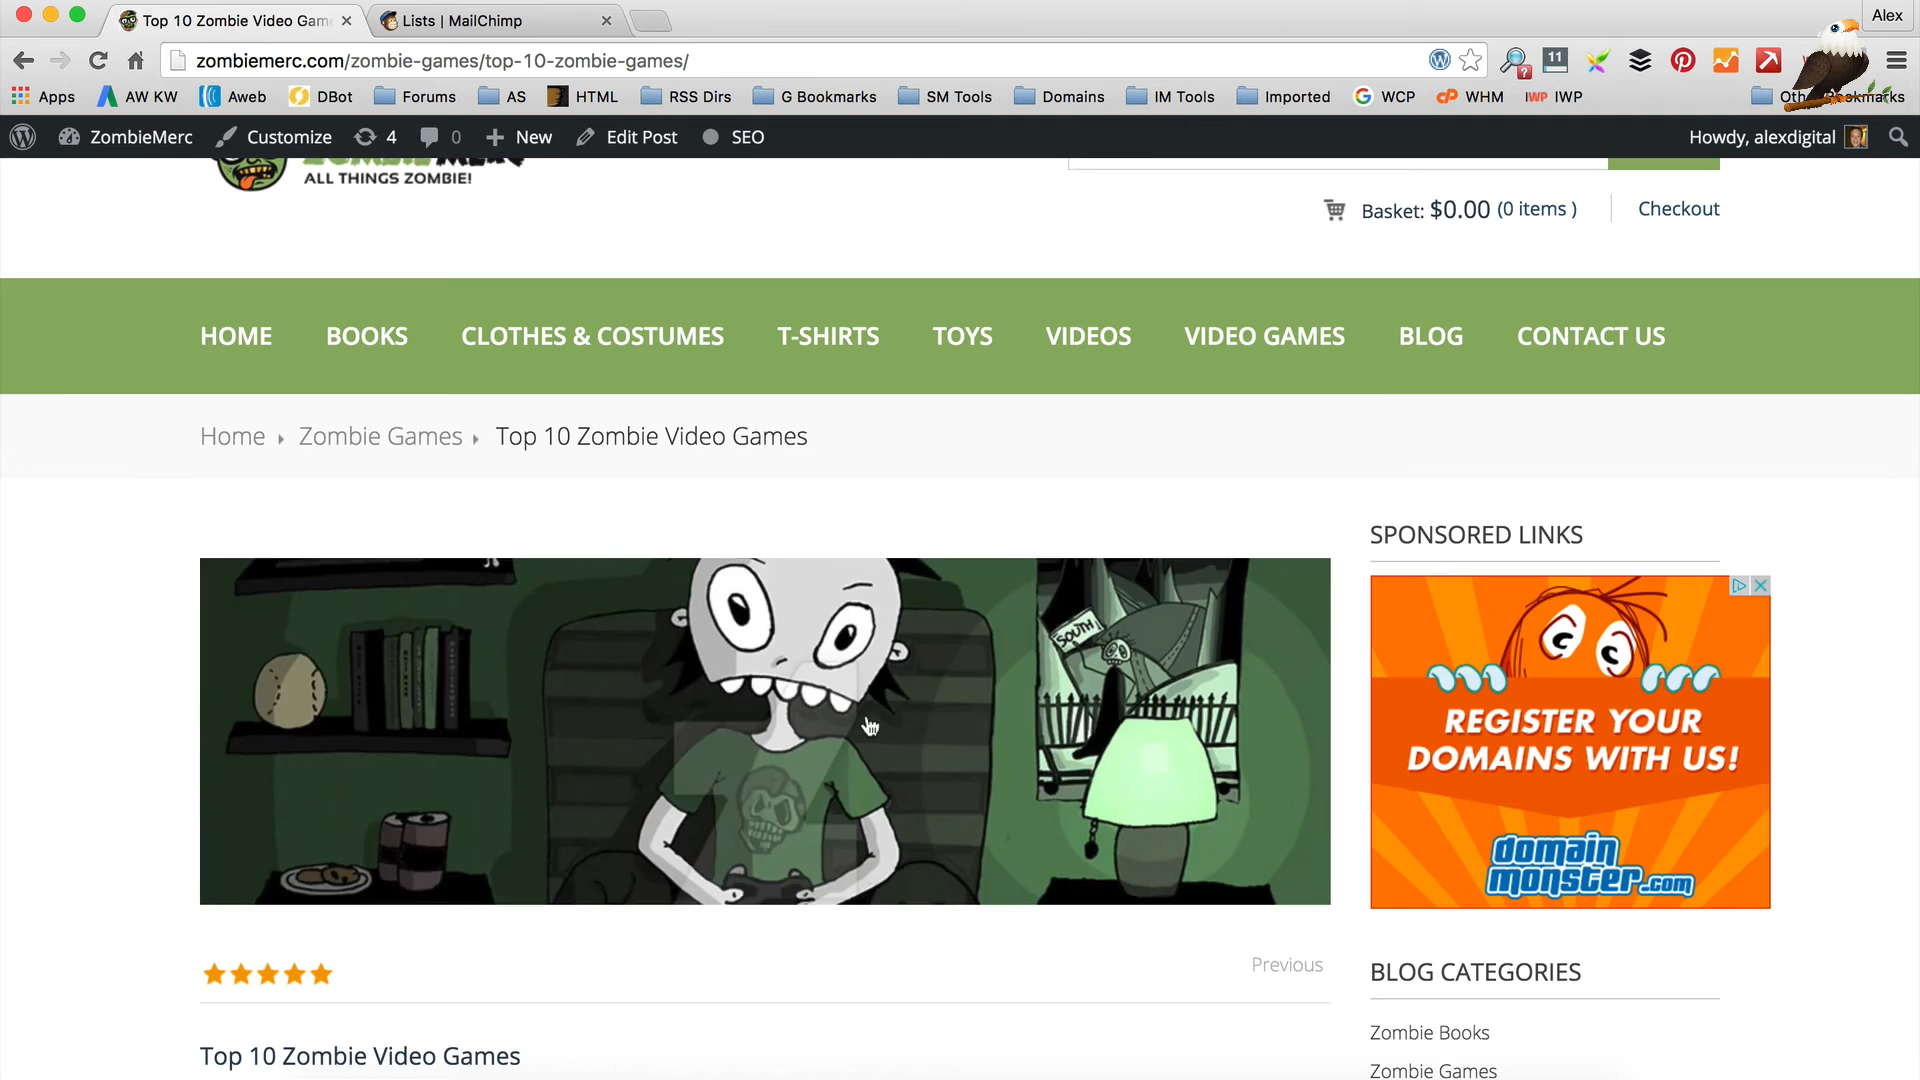 Top 10 Zombie Video Gam
Lists | MailChimp
Alex
zombiemerc.com/zombie-games/top-10-zombie-games/
?
11
Apps
AW KW
Aweb
DBot
Forums
AS
HTML
RSS Dirs
G Bookmarks
SM Tools
Domains
IM Tools
Imported
WCP
WHM
IWP
IWP
Bookmarks
ZombieMerc
Customize
4
0
New
Edit Post
SEO
Howdy, alexdigital
ALL THINGS ZOMBIE!
Basket: $0.00 (0 items )
Checkout
HOME
BOOKS
CLOTHES & COSTUMES
T-SHIRTS
TOYS
VIDEOS
VIDEO GAMES
BLOG
CONTACT US
Home
Zombie Games
Top 10 Zombie Video Games
SPONSORED LINKS
SOUTH
REGISTER YOUR
DOMAINS WITH US!
domain
monster.com
Previous
BLOG CATEGORIES
Zombie Books
Top 10 Zombie Video Games
Zombie Games